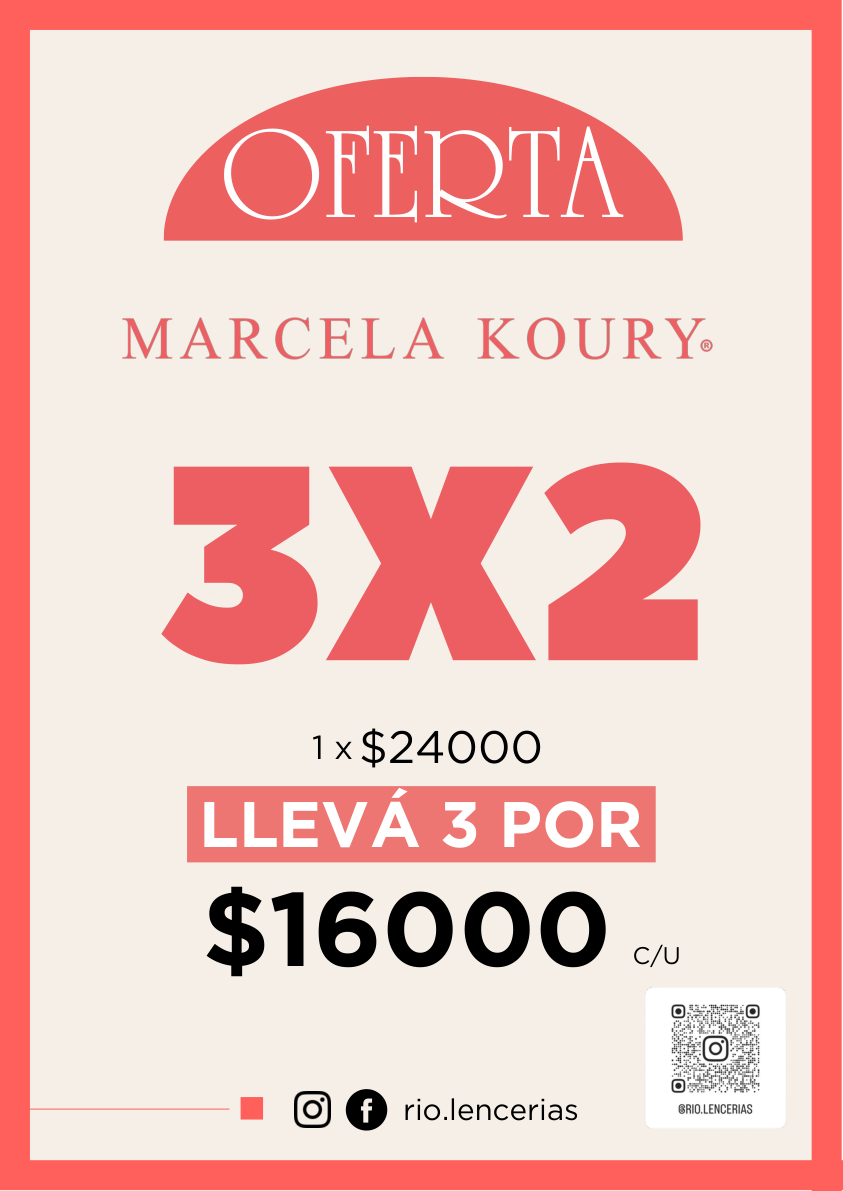 OFERTA
MARCELA KOURY®
3X2
1 x $24000
LLEVÁ 3 POR
$16000 C/U
@RIO.LENCERIAS
rio.lencerias